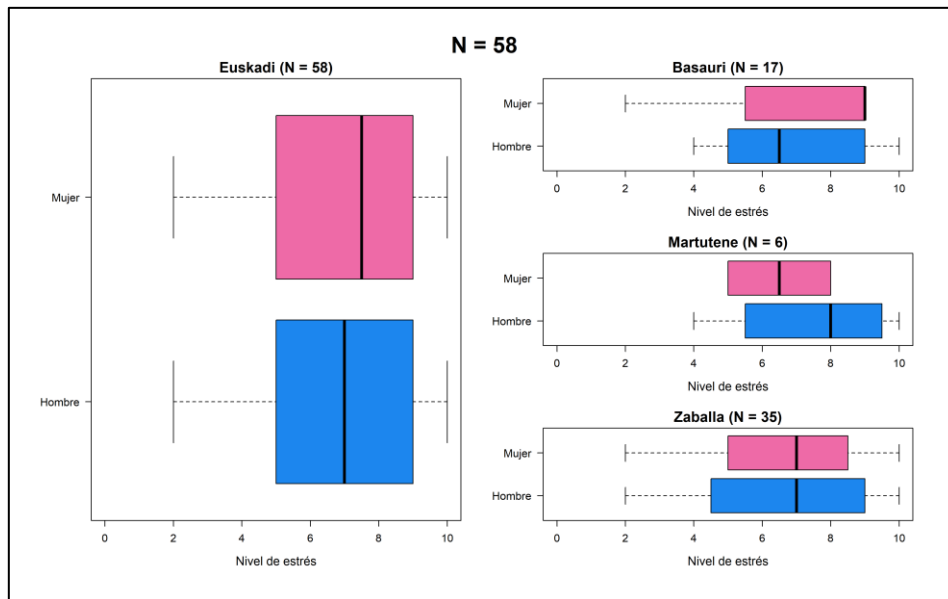 N = 58
Euskadi (N = 58)
Mujer
Hombre
0 2 4 6 8 10
Nivel de estrés
Basauri (N = 17)
Mujer
Hombre
0 2 4 6 8 10
Nivel de estrés
Martutene (N = 6)
Mujer
Hombre
0 2 4 6 8 10
Nivel de estrés
Zaballa (N = 35)
Mujer
Hombre
0 2 4 6 8 10
Nivel de estrés